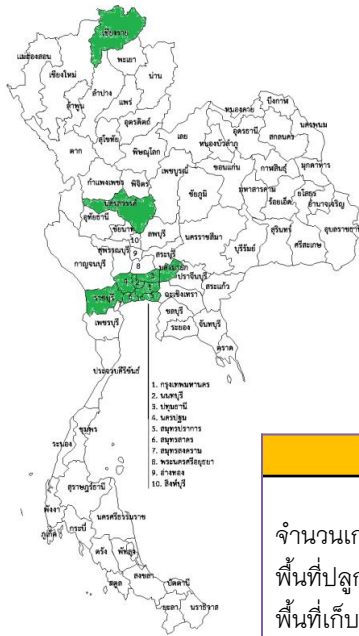 เชียงราย
แม่ฮ่องสอน
เชียงใหม่
พะเยา
น่าน
ลำปาง
ลำพูน
แพร่
อุตรดิตถ์
สุโขทัย
ตาก
พิษณุโลก
เลย
หนองคาย
บึงกาฬ
อุดรธานี
นครพนม
สกลนคร
หนองบัวลำภู
กำแพงเพชร
พิจิตร
เพชรบูรณ์
ขอนแก่น
กาฬสินธุ์
มุกดาหาร
ชัยภูมิ
มหาสารคาม
ร้อยเอ็ด
ยโสธร
อำนาจเจริญ
นครสวรรค์
อุทัยธานี
ชัยนาท
ลพบุรี
นครราชสีมา
บุรีรัมย์
สุรินทร์
ศรีสะเกษ
อุบลราชธานี
10
สุพรรณบุรี
9
สระบุรี
กาญจนบุรี
8
นครนายก
ปราจีนบุรี
ราชบุรี
ฉะเชิงเทรา
สระแก้ว
เพชรบุรี
ชลบุรี
ระยอง
จันทบุรี
ตราด
ประจวบคีรีขันธ์
1. กรุงเทพมหานคร
2. นนทบุรี
3. ปทุมธานี
4. นครปฐม
5. สมุทรปราการ
6. สมุทรสาคร
7. สมุทรสงคราม
8. พระนครศรีอยุธยา
9. อ่างทอง
10. สิงห์บุรี
ชุมพร
ระนอง
สุราษฎร์ธานี
พังงา
นครศรีธรรมราช
ภูเก็ต
กระบี่
ตรัง
พัทลุง
สตูล
สงขลา
ปัตตานี
ยะลา
นราธิวาส
จำนวนเก
พื้นที่ปลูก
พื้นที่เก็บ